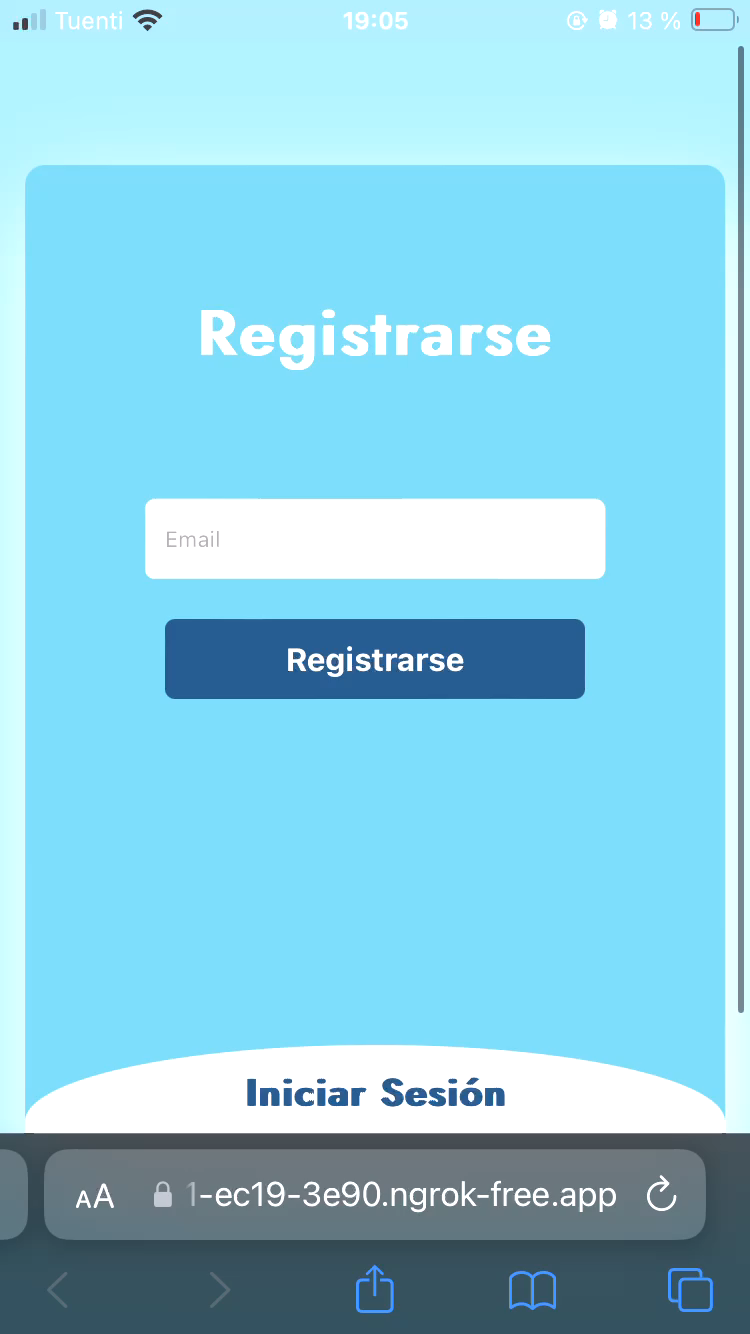 Tuenti 19:05 13 %
Registrarse
Email
Registrarse
Iniciar Sesión
AA 1-ec19-3e90.ngrok-free.app